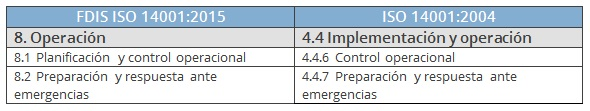 FDIS ISO 14001:2015
ISO 14001:2004
8. Operación
4.4 Implementación y operación
8.1 Planificación y control operacional
4.4.6 Control operacional
8.2 Preparación y respuesta ante
emergencias
4.4.7 Preparación y respuesta ante
emergencias